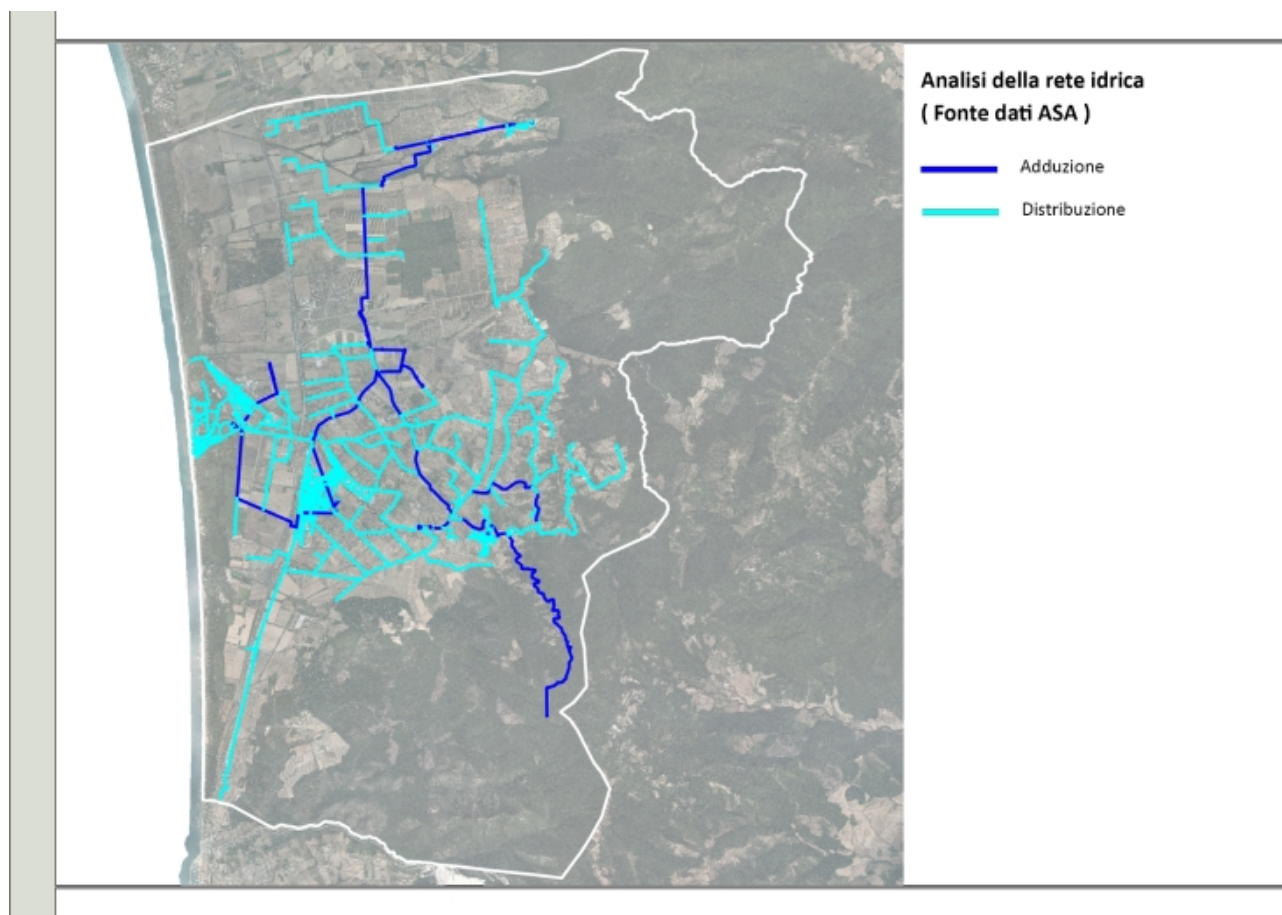 Analisi della rete idrica
( Fonte dati ASA )
Adduzione
Distribuzione